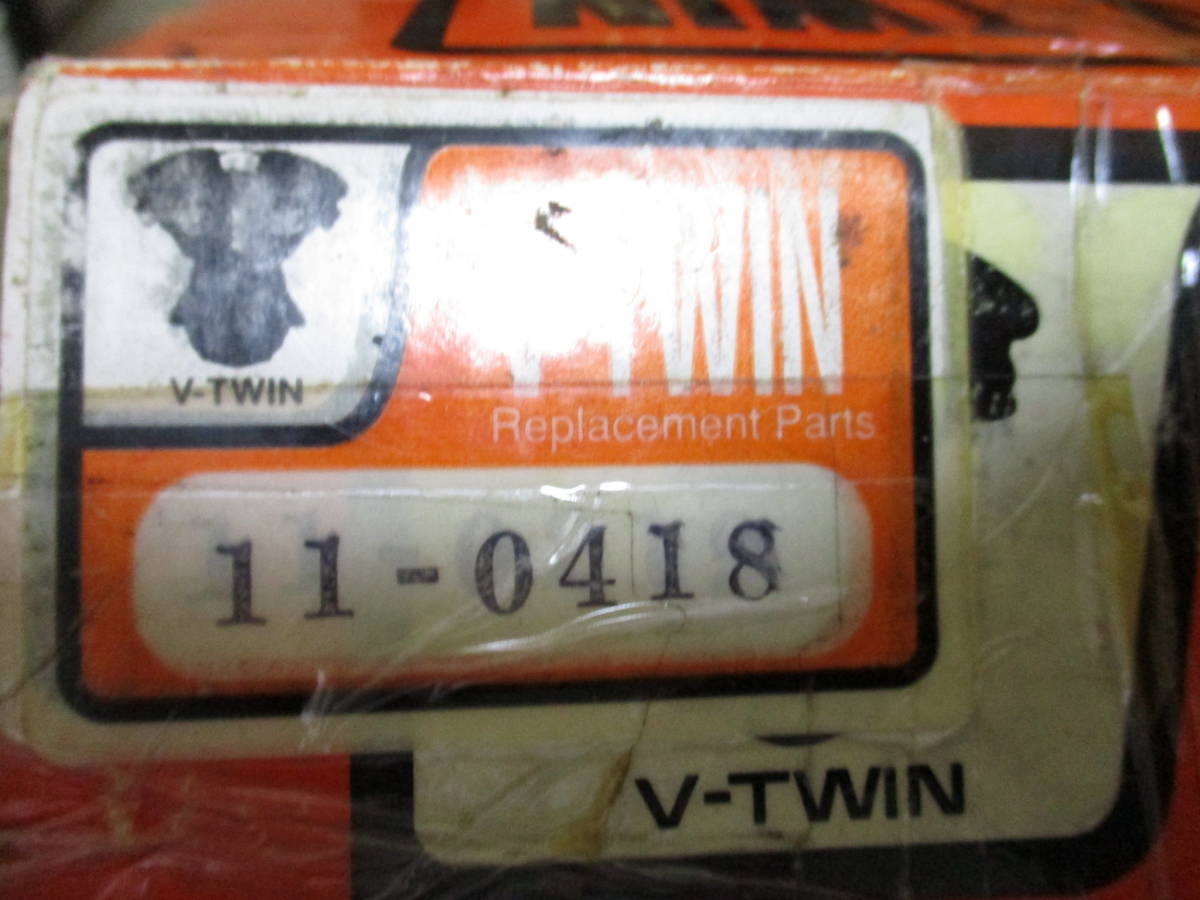 V-TWIN
V-TWIN
Replacement Parts
11-0418
V-TWIN